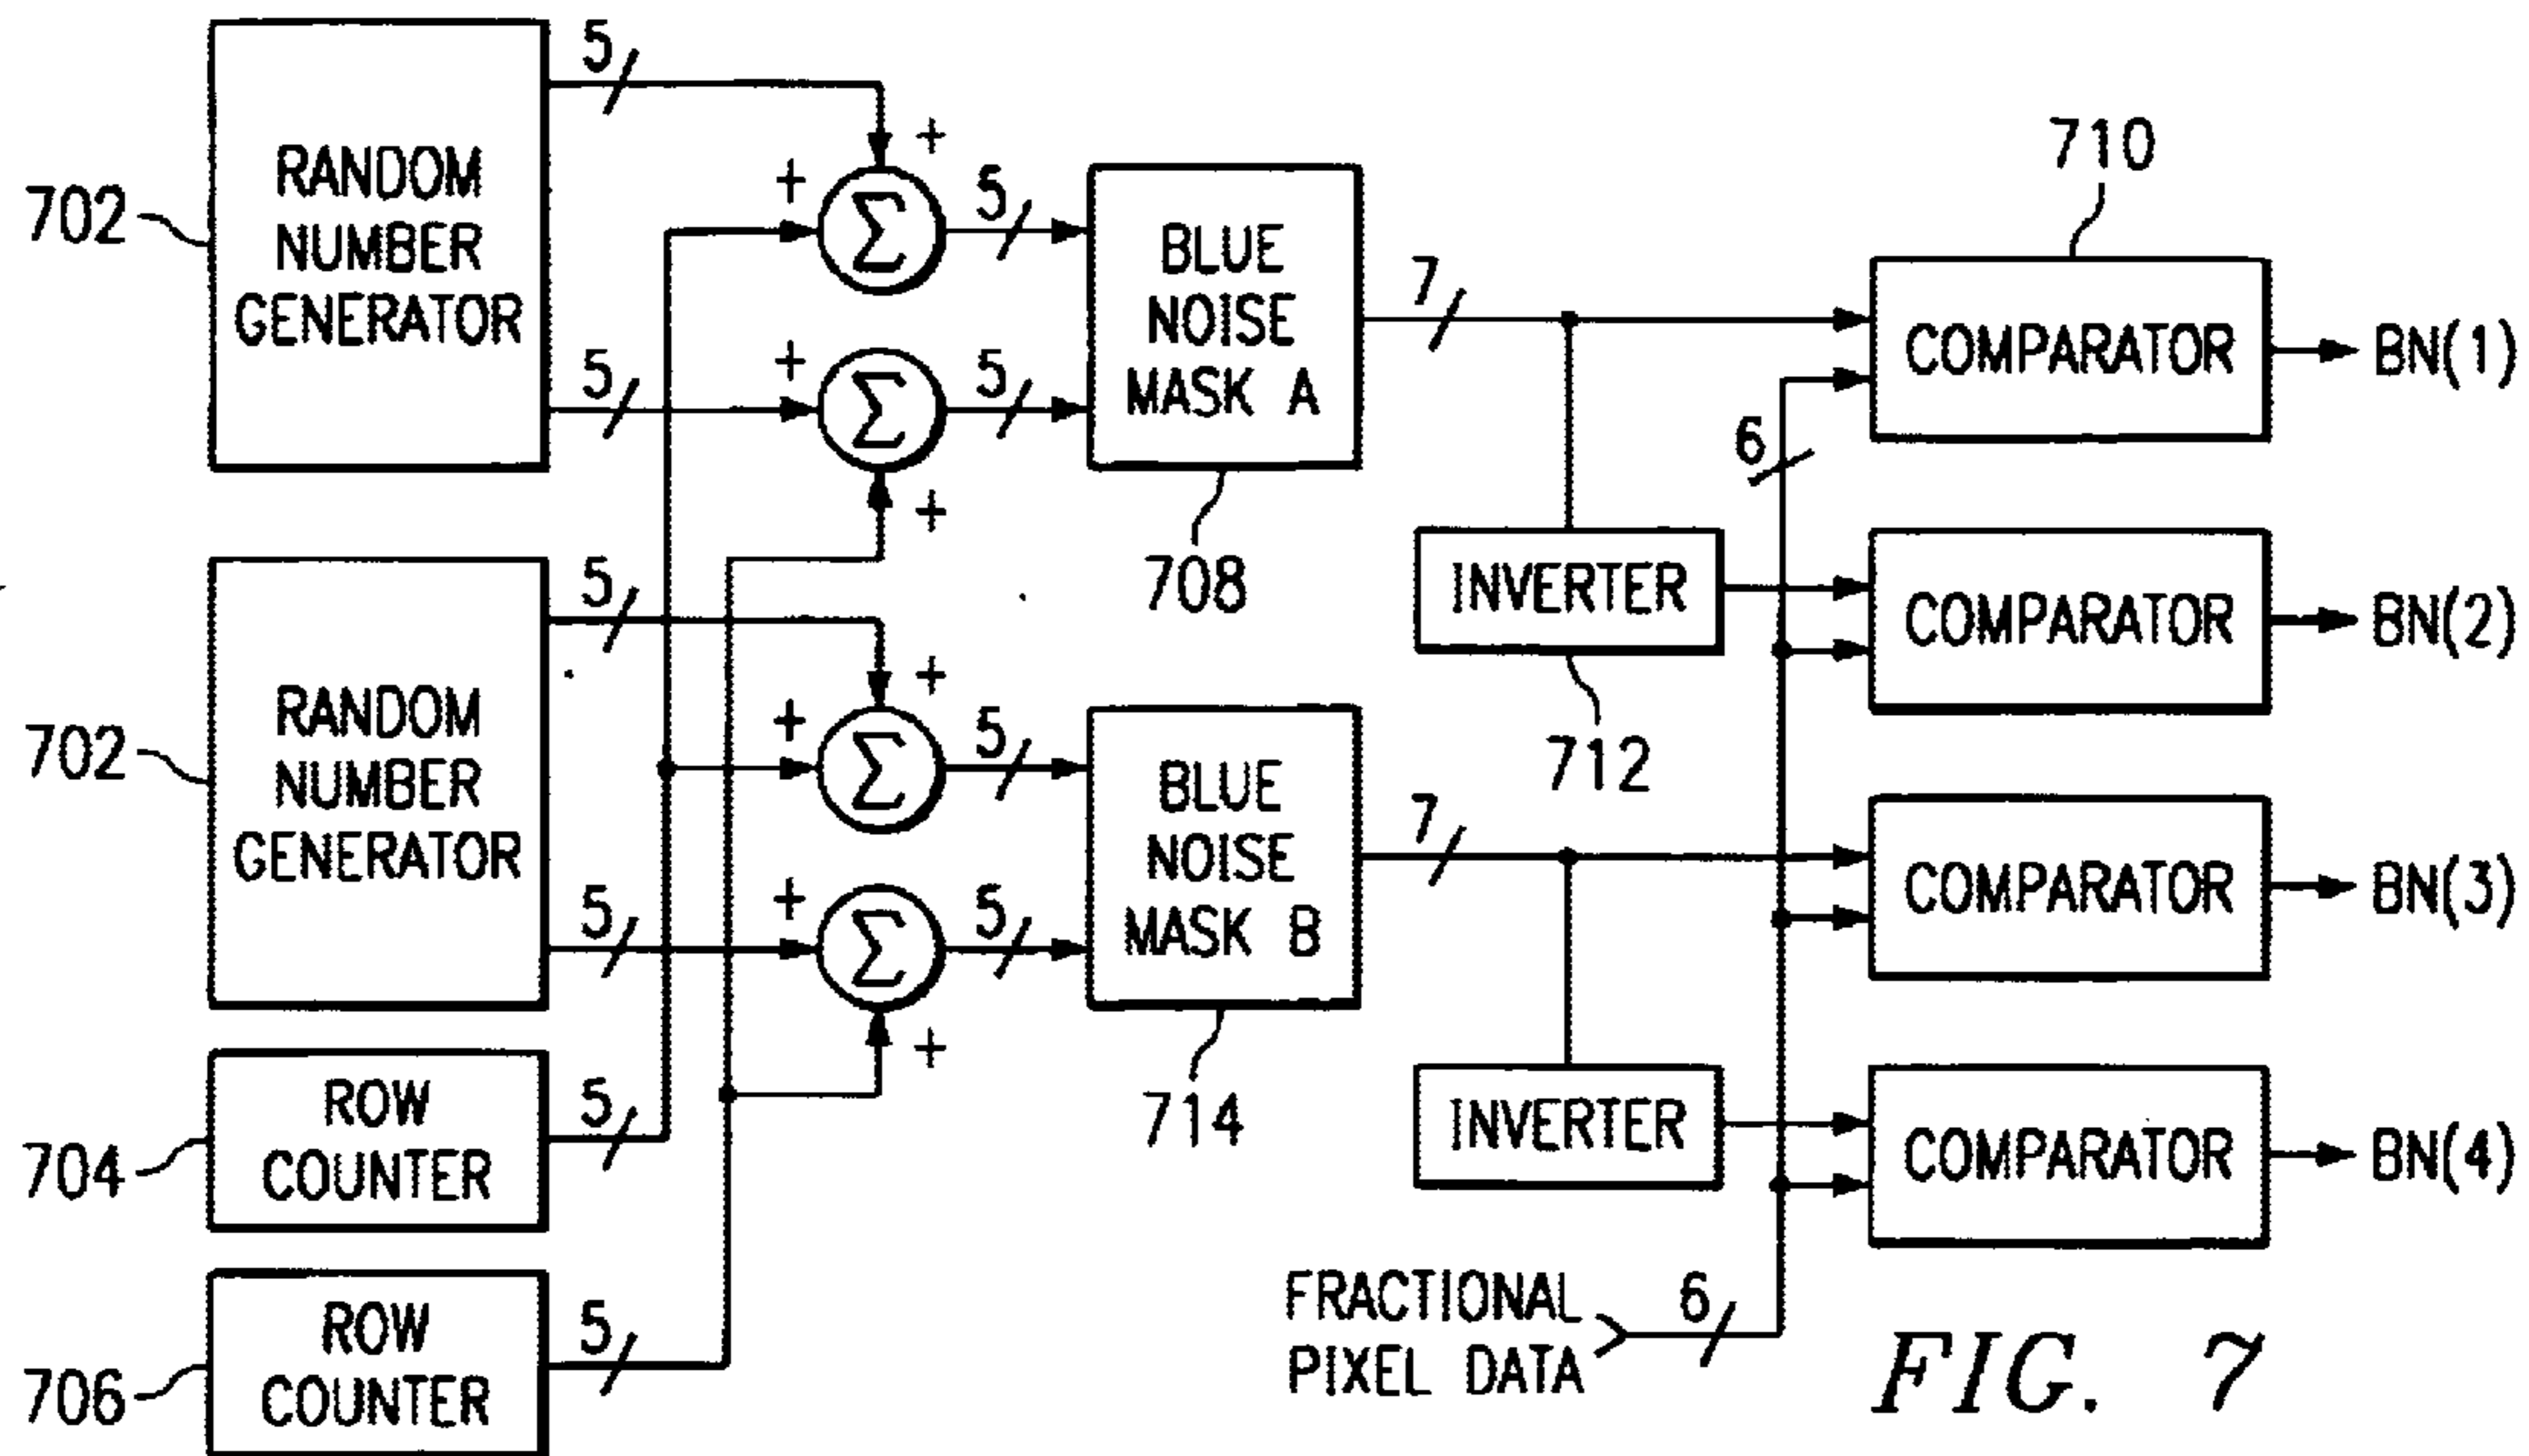 702
RANDOM
NUMBER
GENERATOR
5
5
+
+
Σ
5
+
Σ
+
5
BLUE
NOISE
MASK A
708
7
710
COMPARATOR
BN(1)
6
INVERTER
712
COMPARATOR
BN(2)
702
RANDOM
NUMBER
GENERATOR
5
5
+
+
Σ
5
+
Σ
+
5
BLUE
NOISE
MASK B
714
7
COMPARATOR
BN(3)
INVERTER
COMPARATOR
BN(4)
704
ROW
COUNTER
5
706
ROW
COUNTER
5
FRACTIONAL
PIXEL DATA
6
FIG. 7